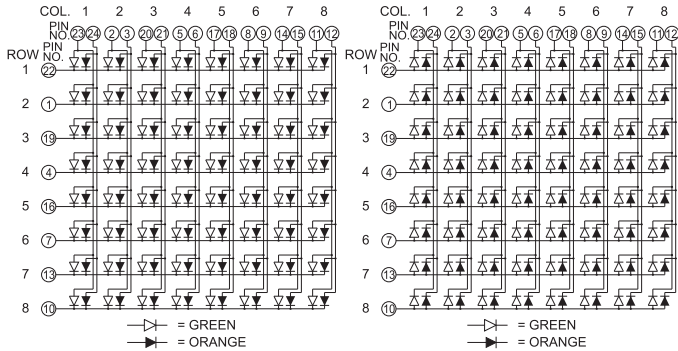 COL. 1 2 3 4 5 6 7 8
PIN NO. 23 24 2 3 20 21 5 6 17 18 8 9 14 15 11 12
ROW PIN NO.
1 22
2 1
3 19
4 4
5 16
6 7
7 13
8 10
= GREEN
= ORANGE
COL. 1 2 3 4 5 6 7 8
PIN NO. 23 24 2 3 20 21 5 6 17 18 8 9 14 15 11 12
ROW PIN NO.
1 22
2 1
3 19
4 4
5 16
6 7
7 13
8 10
= GREEN
= ORANGE